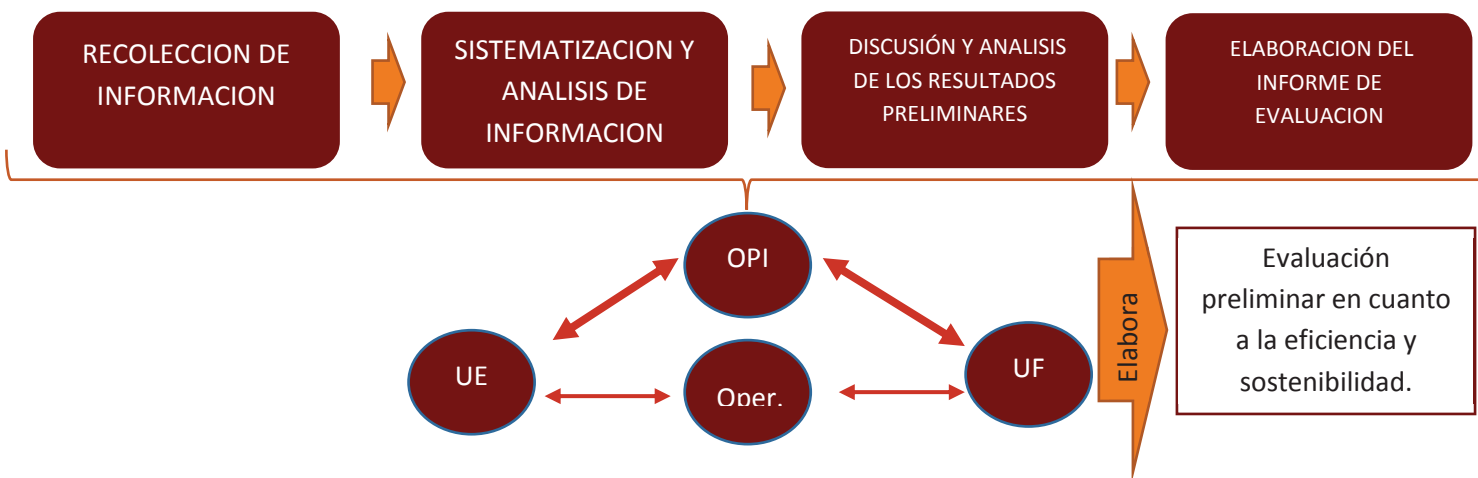 RECOLECCION DE
INFORMACION
SISTEMATIZACION Y
ANALISIS DE
INFORMACION
DISCUSIÓN Y ANALISIS
DE LOS RESULTADOS
PRELIMINARES
ELABORACION DEL
INFORME DE
EVALUACION
OPI
UE
Oper.
UF
Elabora
Evaluación
preliminar en cuanto
a la eficiencia y
sostenibilidad.